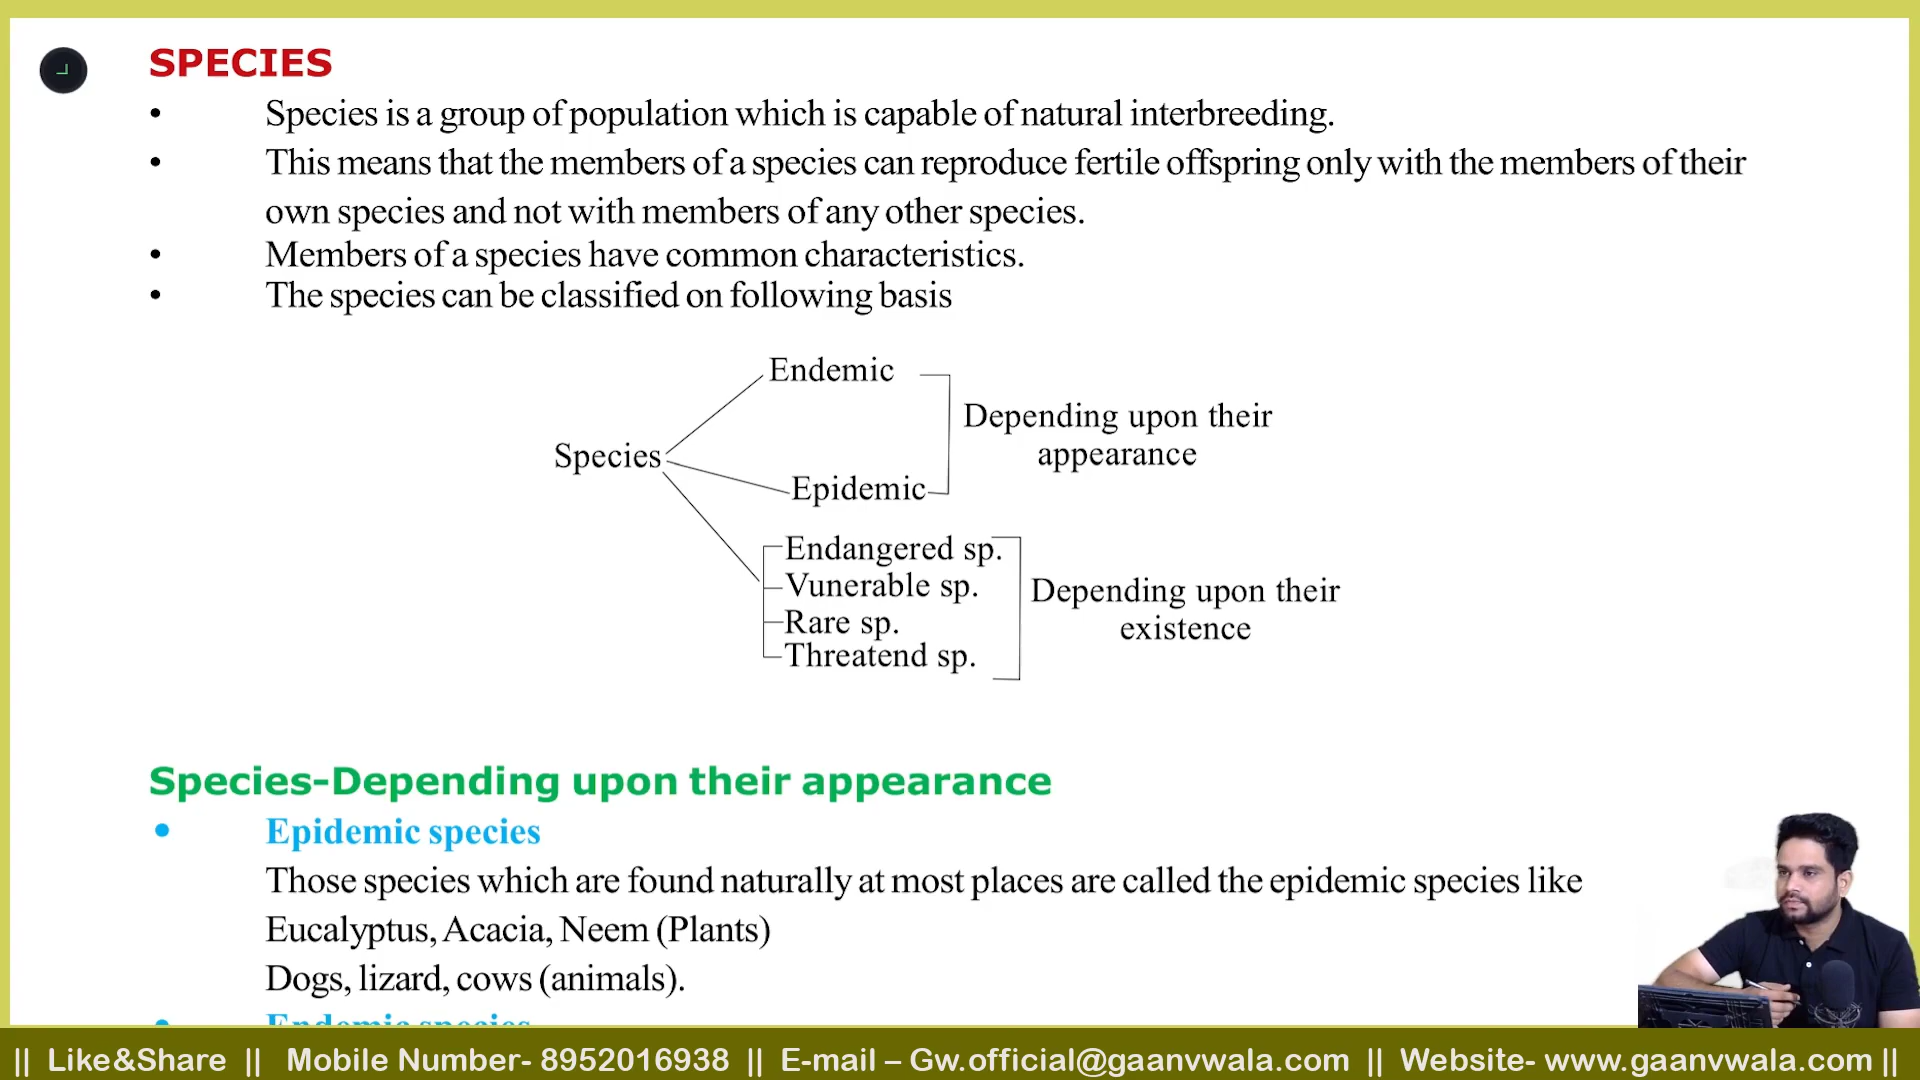 SPECIES
• Species is a group of population which is capable of natural interbreeding.
• This means that the members of a species can reproduce fertile offspring only with the members of their
own species and not with members of any other species.
• Members of a species have common characteristics.
• The species can be classified on following basis
Endemic
Depending upon their
appearance
Species
Epidemic
Endangered sp.
Vunerable sp.
Depending upon their
existence
Rare sp.
Threatend sp.
Species-Depending upon their appearance
• Epidemic species
Those species which are found naturally at most places are called the epidemic species like
Eucalyptus, Acacia, Neem (Plants)
Dogs, lizard, cows (animals).
• Endemic species
|| Like&Share || Mobile Number- 8952016938 || E-mail – Gw.official@gaanvwala.com || Website- www.gaanvwala.com ||